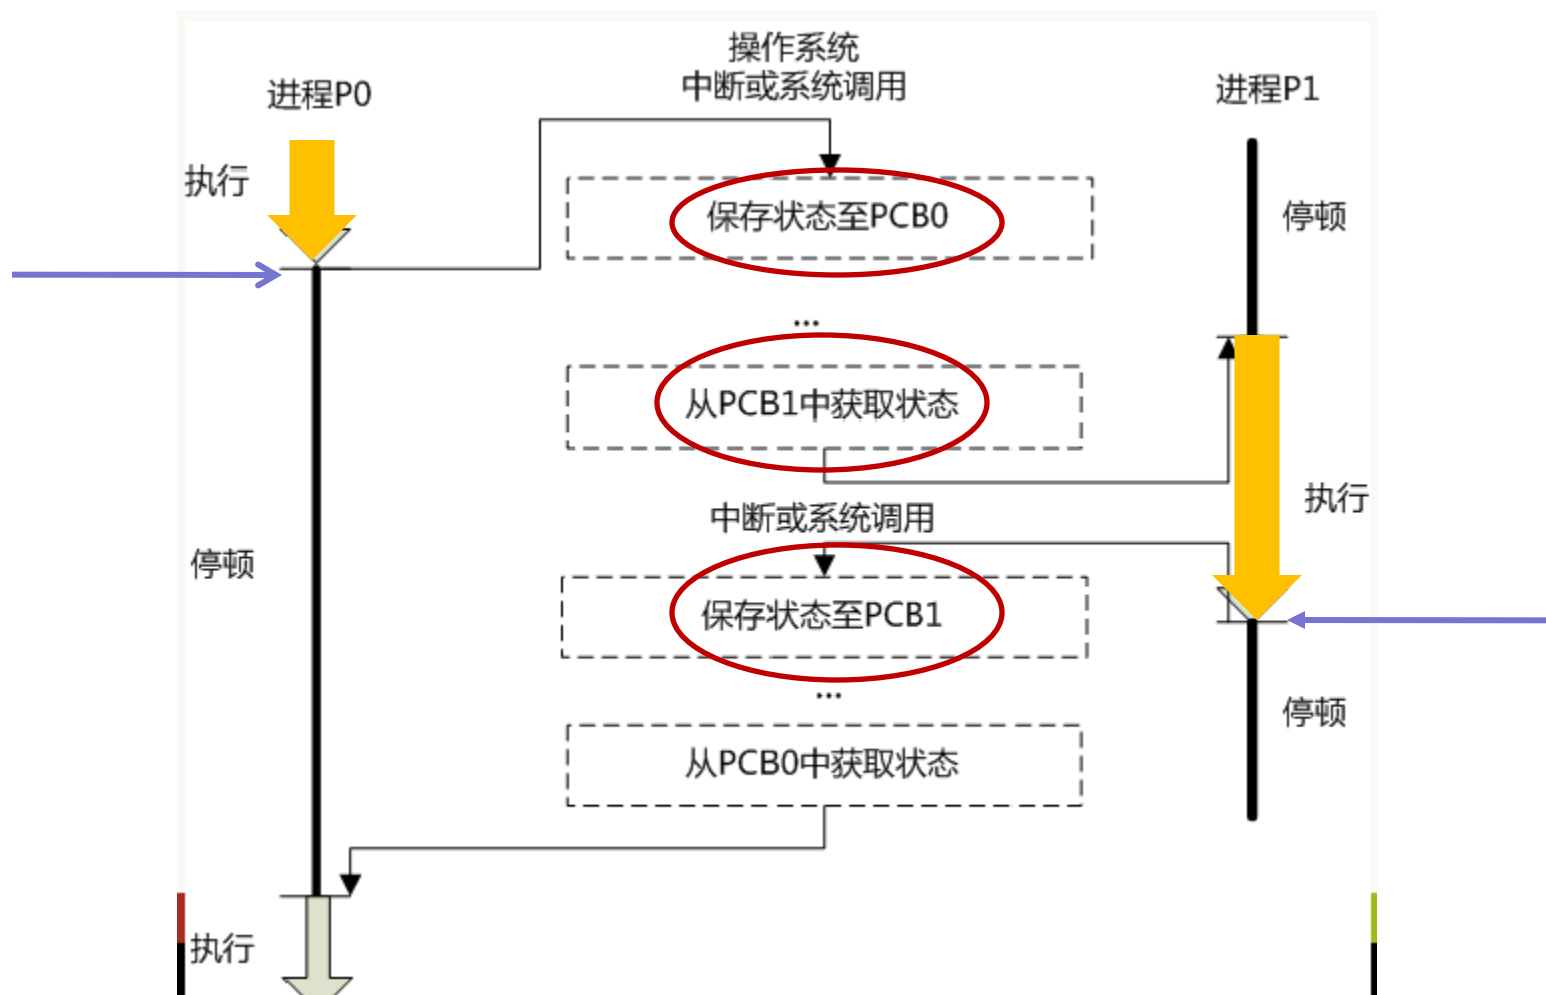 操作系统
中断或系统调用
进程P0
进程P1
执行
保存状态至PCB0
停顿
...
从PCB1中获取状态
执行
中断或系统调用
停顿
保存状态至PCB1
...
停顿
从PCB0中获取状态
执行